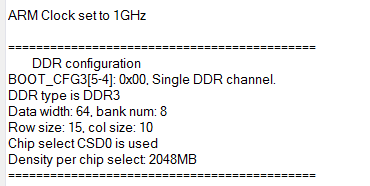 ARM Clock set to 1GHz
============================================
DDR configuration
BOOT_CFG3[5-4]: 0x00, Single DDR channel.
DDR type is DDR3
Data width: 64, bank num: 8
Row size: 15, col size: 10
Chip select CSD0 is used
Density per chip select: 2048MB
============================================